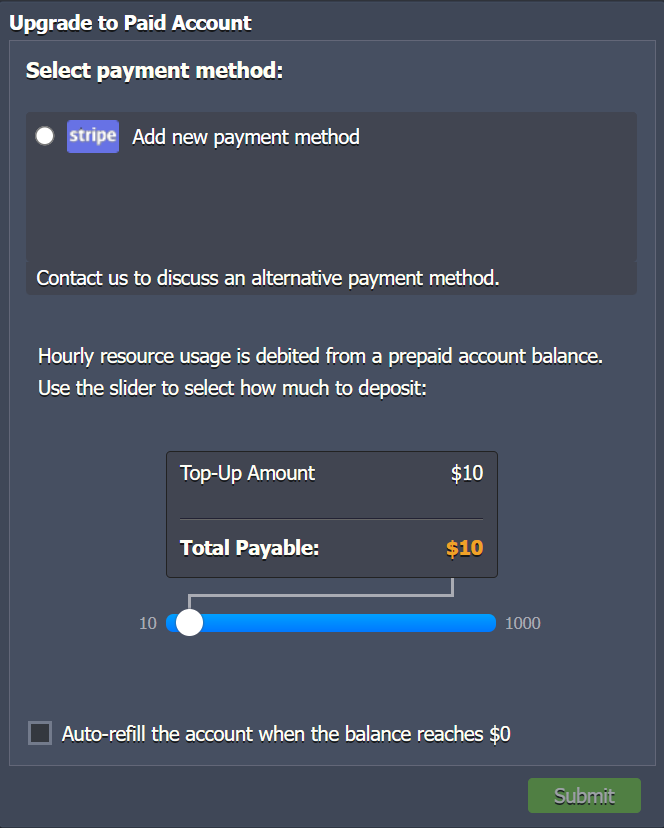 Upgrade to Paid Account
Select payment method:
stripe Add new payment method
Contact us to discuss an alternative payment method.
Hourly resource usage is debited from a prepaid account balance.
Use the slider to select how much to deposit:
Top-Up Amount $10
Total Payable: $10
10 1000
Auto-refill the account when the balance reaches $0
Submit